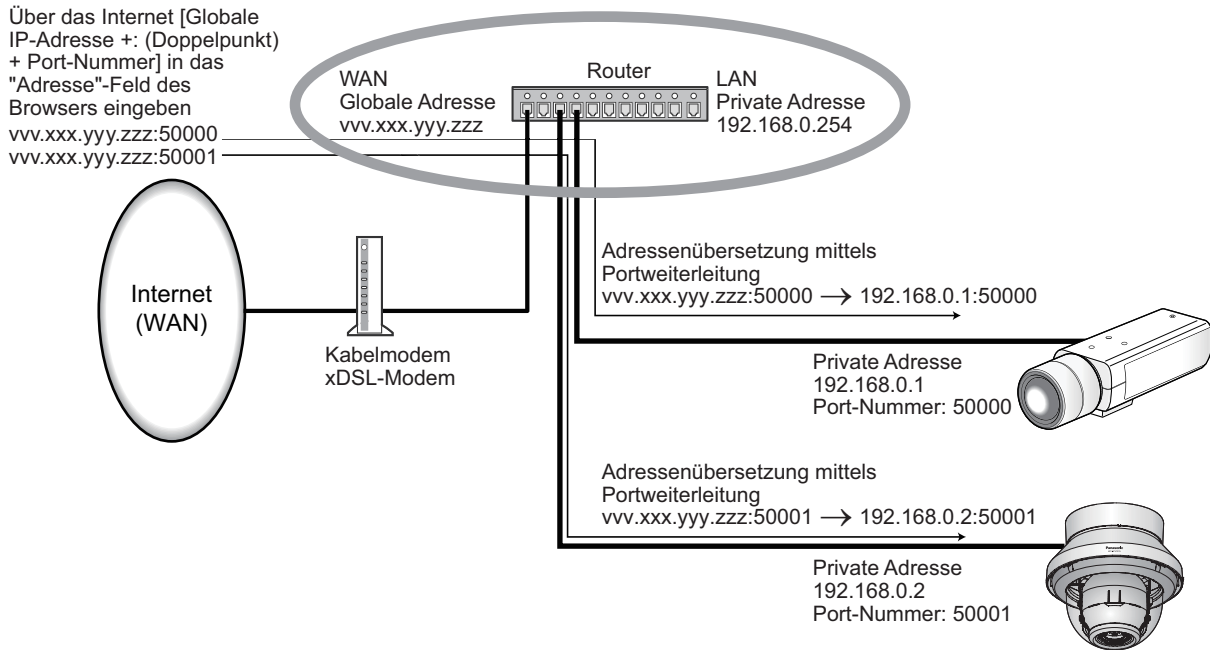 Über das Internet [Globale
IP-Adresse +: (Doppelpunkt)
+ Port-Nummer] in das
"Adresse"-Feld des
Browsers eingeben
vvv.xxx.yyy.zzz:50000
vvv.xxx.yyy.zzz:50001
WAN
Globale Adresse
vvv.xxx.yyy.zzz
Router
LAN
Private Adresse
192.168.0.254
Internet
(WAN)
Kabelmodem
xDSL-Modem
Adressenübersetzung mittels
Portweiterleitung
vvv.xxx.yyy.zzz:50000 → 192.168.0.1:50000
Private Adresse
192.168.0.1
Port-Nummer: 50000
Adressenübersetzung mittels
Portweiterleitung
vvv.xxx.yyy.zzz:50001 → 192.168.0.2:50001
Private Adresse
192.168.0.2
Port-Nummer: 50001
Panasonic